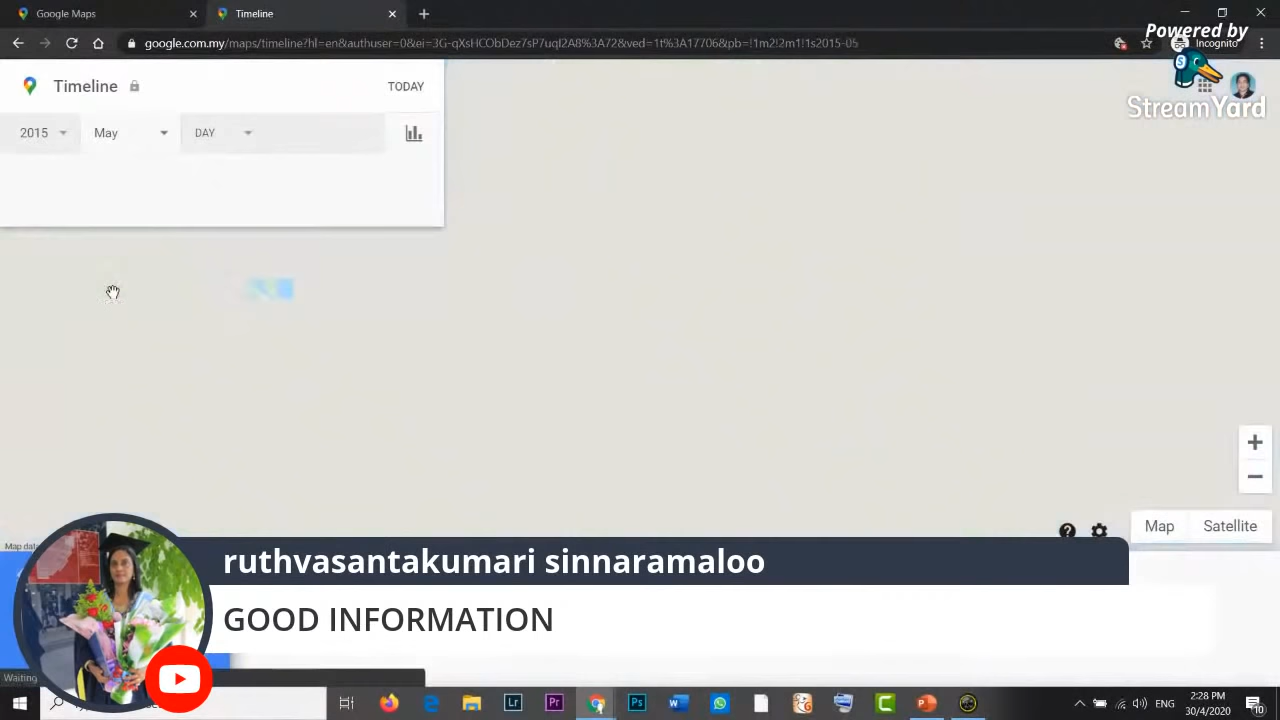 Google Maps
Timeline
google.com.my/maps/timeline?hl=en&authuser=0&ei=3G-qXsHCObDez7sP7uql2A8%3A72&ved=1t%3A17706&pb=!1m2!2m1!1s2015-05
Incognito
Powered by
StreamYard
Timeline
TODAY
2015
May
DAY
Map
Satellite
Map data
ruthvasantakumari sinnaramaloo
GOOD INFORMATION
Waiting
ENG
2:28 PM
30/4/2020